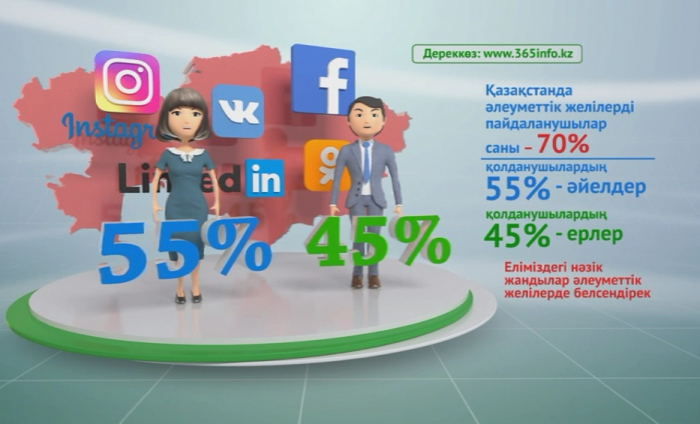 Дереккөз: www.365info.kz
Қазақстанда
әлеуметтік желілерді
пайдаланушылар
саны – 70%
қолданушылардың
55% - әйелдер
қолданушылардың
45% - ерлер
Еліміздегі нәзік
жандылар әлеуметтік
желілерде белсендірек
Instagr
Linked in
55%
45%